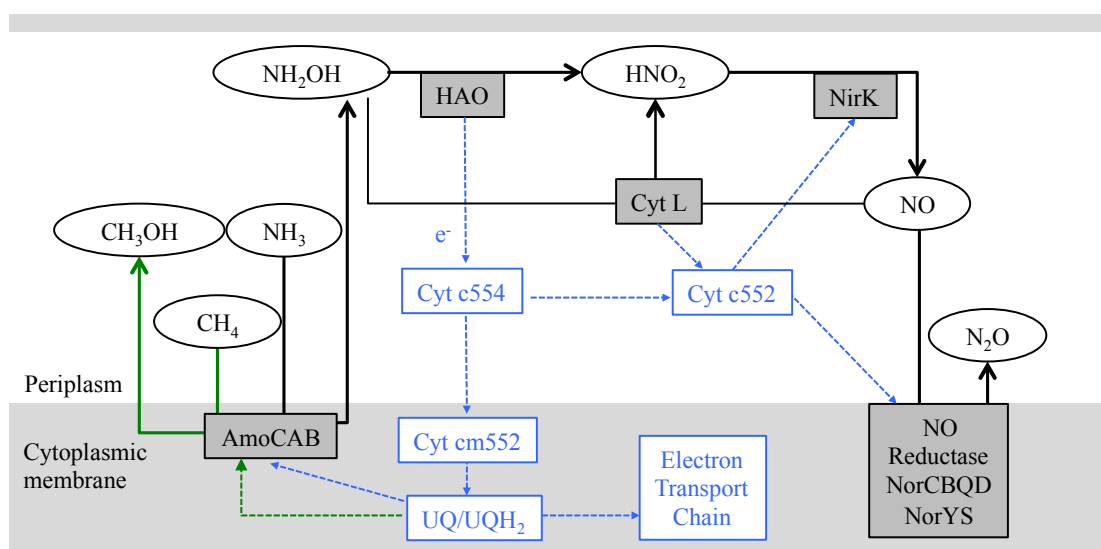 NH₂OH
HNO₂
HAO
NirK
Cyt L
NO
CH₃OH
NH₃
e⁻
Cyt c554
Cyt c552
CH₄
N₂O
Periplasm
AmoCAB
Cytoplasmic
membrane
Cyt cm552
UQ/UQH₂
Electron
Transport
Chain
NO
Reductase
NorCBQD
NorYS